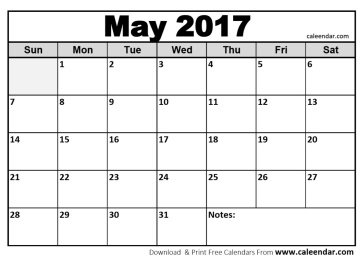 May 2017
caleendar.com
Sun Mon Tue Wed Thu Fri Sat
1 2 3 4 5 6
7 8 9 10 11 12 13
14 15 16 17 18 19 20
21 22 23 24 25 26 27
28 29 30 31 Notes:
Download & Print Free Calendars From www.caleendar.com